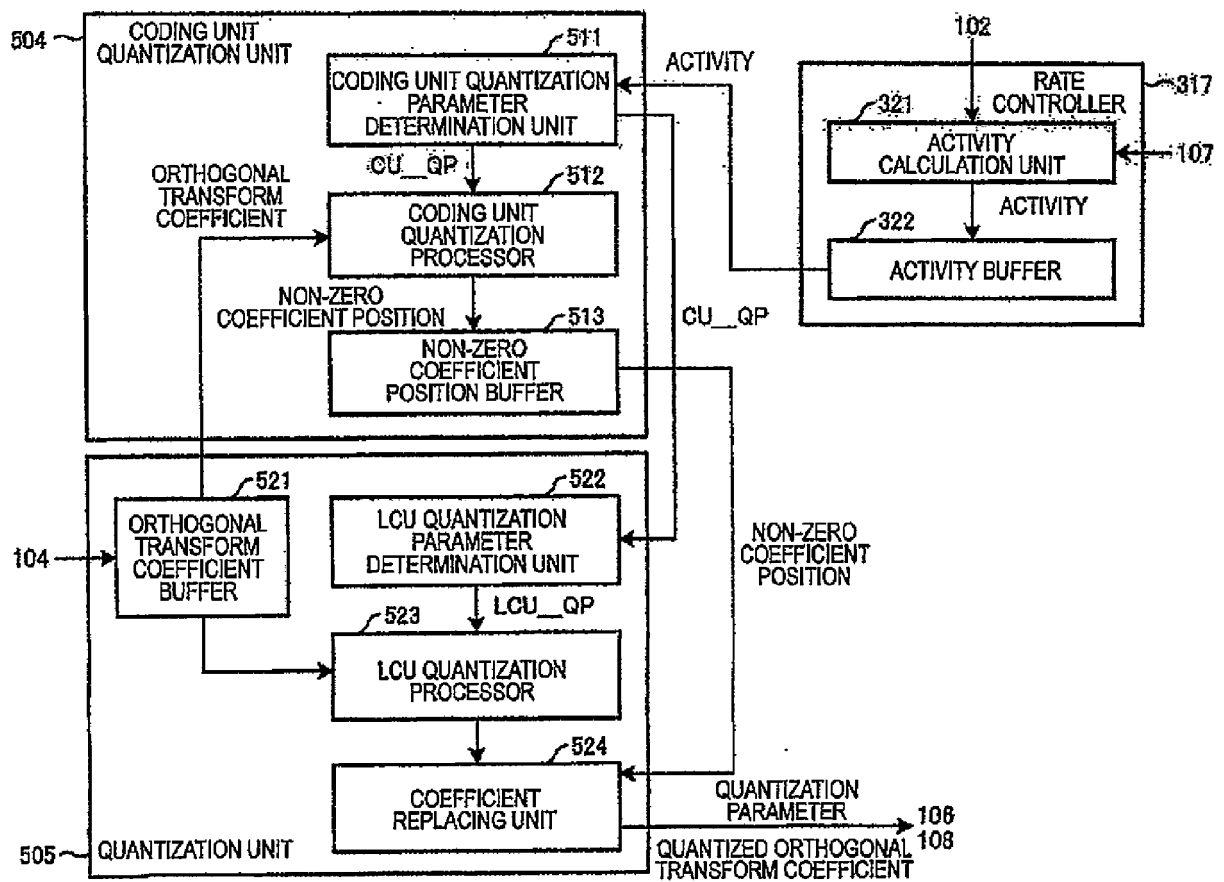 504
CODING UNIT
QUANTIZATION UNIT
511
CODING UNIT QUANTIZATION
PARAMETER
DETERMINATION UNIT
ACTIVITY
102
RATE
CONTROLLER
317
321
ACTIVITY
CALCULATION UNIT
107
ACTIVITY
322
ACTIVITY BUFFER
CU__QP
ORTHOGONAL
TRANSFORM
COEFFICIENT
512
CODING UNIT
QUANTIZATION
PROCESSOR
NON-ZERO
COEFFICIENT POSITION
513
NON-ZERO
COEFFICIENT
POSITION BUFFER
CU__QP
521
ORTHOGONAL
TRANSFORM
COEFFICIENT
BUFFER
104
522
LCU QUANTIZATION
PARAMETER
DETERMINATION UNIT
NON-ZERO
COEFFICIENT
POSITION
LCU__QP
523
LCU QUANTIZATION
PROCESSOR
524
COEFFICIENT
REPLACING UNIT
QUANTIZATION
PARAMETER
106
108
505
QUANTIZATION UNIT
QUANTIZED ORTHOGONAL
TRANSFORM COEFFICIENT